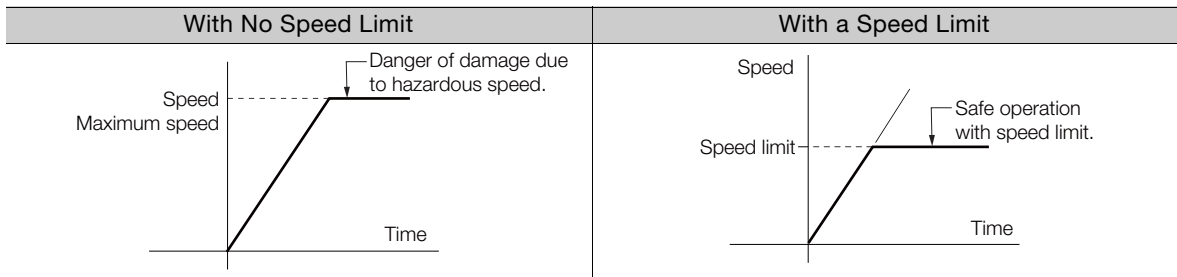 With No Speed Limit
With a Speed Limit
Danger of damage due
to hazardous speed.
Speed
Maximum speed
Time
Speed
Safe operation
with speed limit.
Speed limit
Time